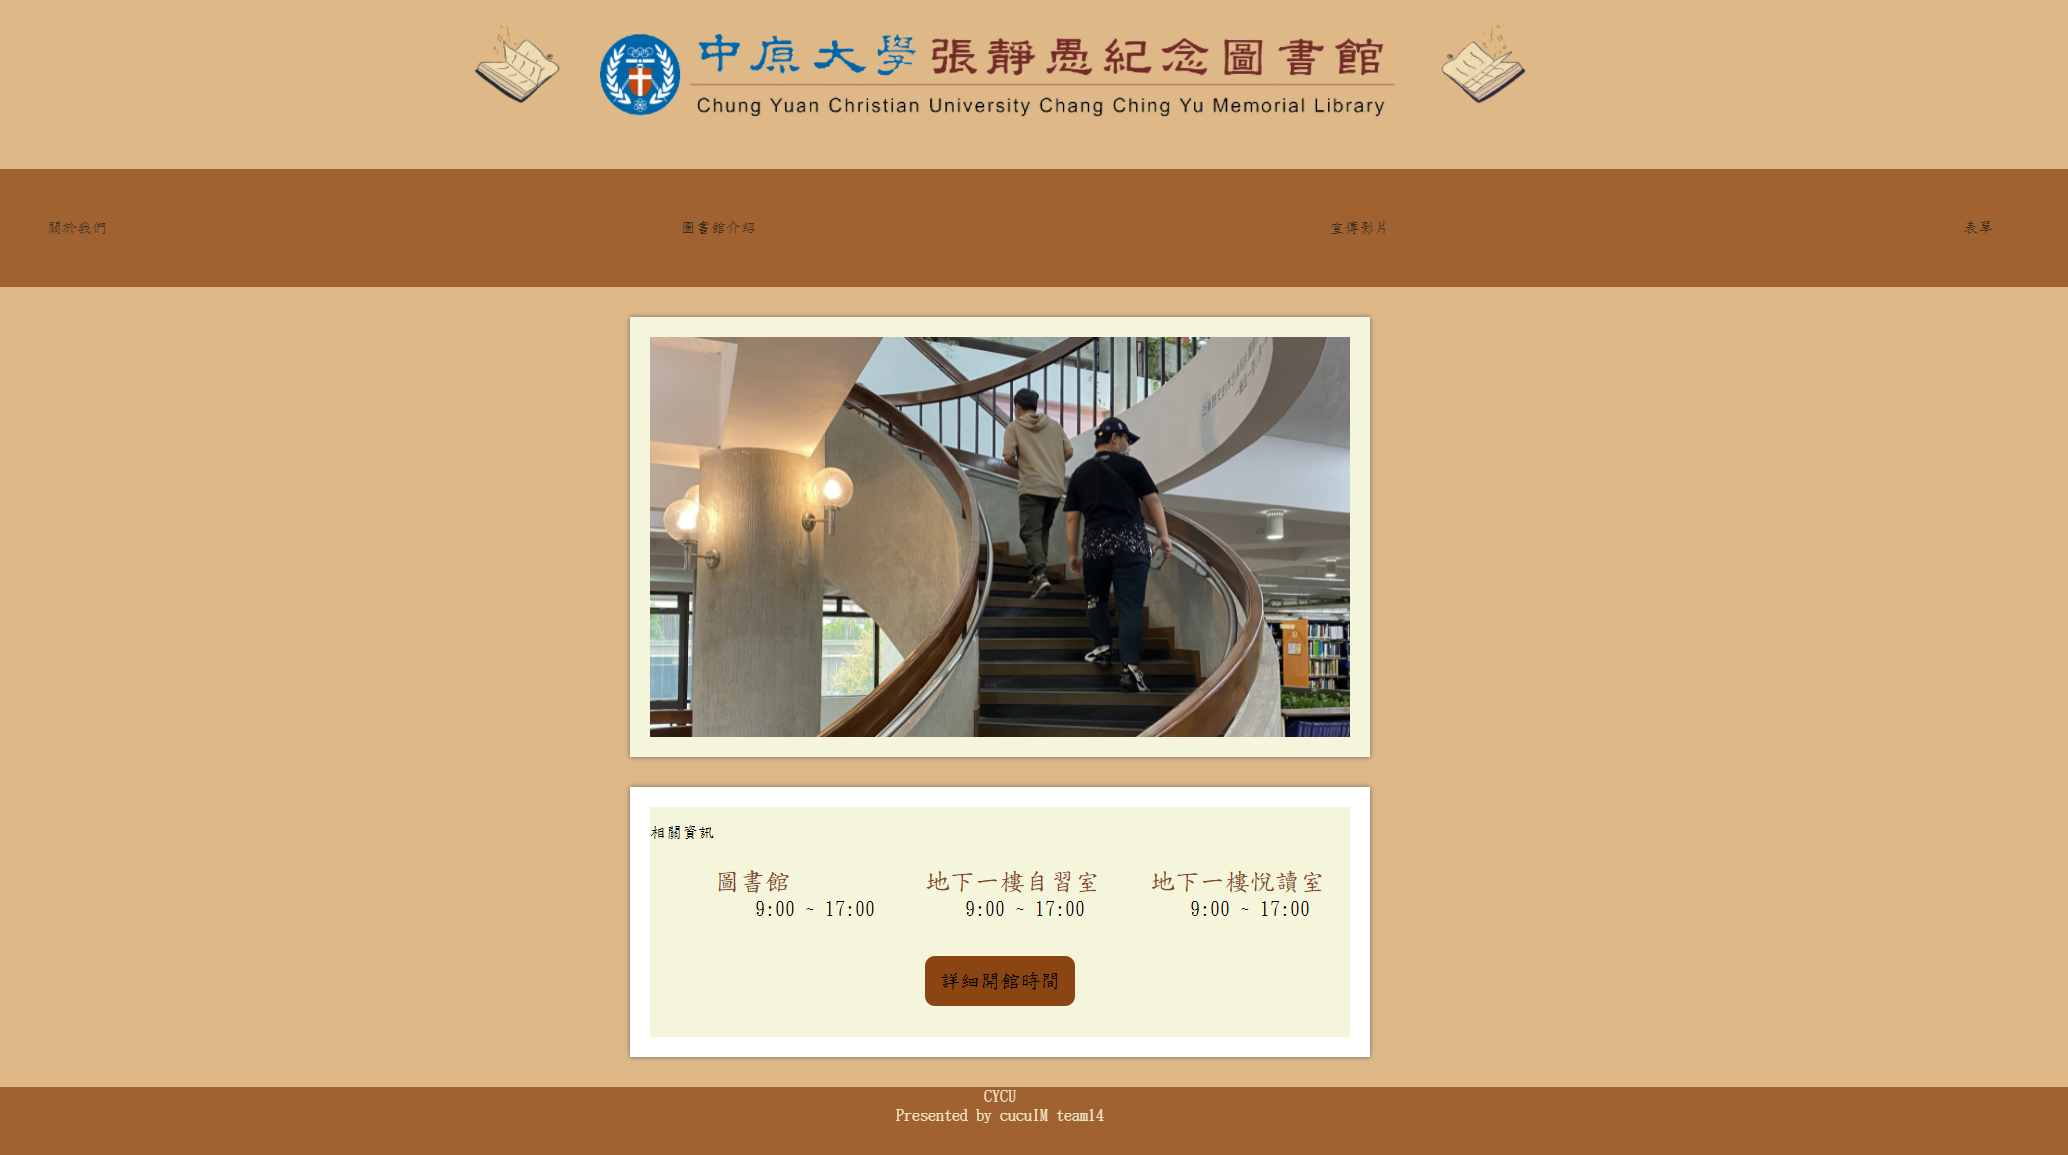 中原大學張靜愚紀念圖書館
Chung Yuan Christian University Chang Ching Yu Memorial Library
關於我們
圖書館介紹
宣傳影片
表單
相關資訊
圖書館
9:00 ~ 17:00
地下一樓自習室
9:00 ~ 17:00
地下一樓悅讀室
9:00 ~ 17:00
詳細開館時間
CYCU
Presented by cucuIM team14